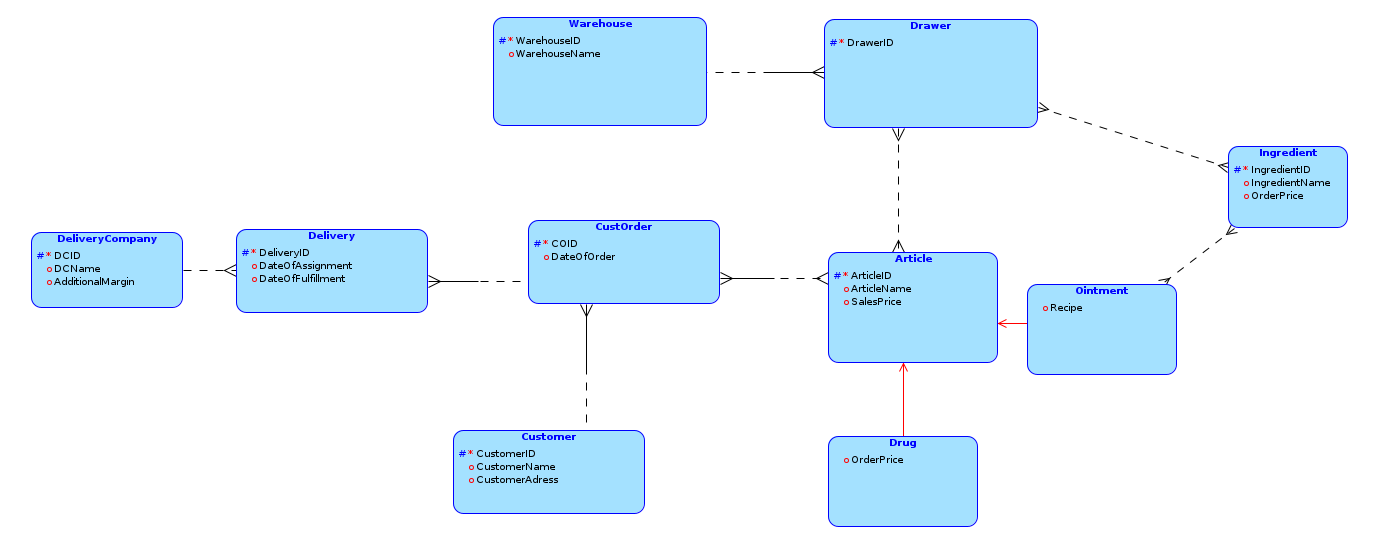 Warehouse
#* WarehouseID
o WarehouseName
Drawer
#* DrawerID
Ingredient
#* IngredientID
o IngredientName
o OrderPrice
DeliveryCompany
#* DCID
o DCName
o AdditionalMargin
Delivery
#* DeliveryID
o DateOfAssignment
o DateOfFulfillment
CustOrder
#* COID
o DateOfOrder
Article
#* ArticleID
o ArticleName
o SalesPrice
Ointment
o Recipe
Customer
#* CustomerID
o CustomerName
o CustomerAdress
Drug
o OrderPrice